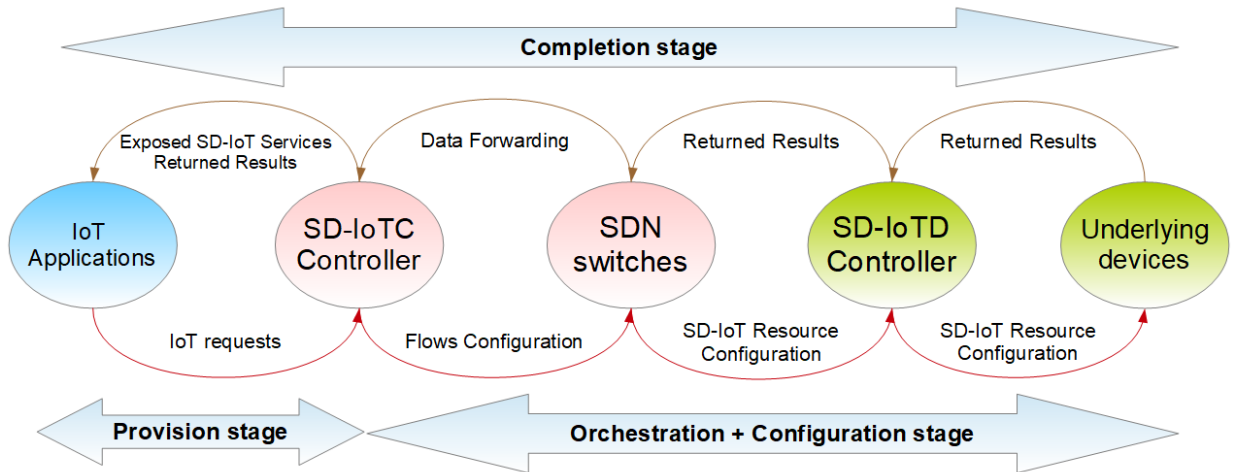 Completion stage
Exposed SD-IoT Services
Returned Results
Data Forwarding
Returned Results
Returned Results
IoT
Applications
SD-IoTC
Controller
SDN
switches
SD-IoTD
Controller
Underlying
devices
IoT requests
Flows Configuration
SD-IoT Resource
Configuration
SD-IoT Resource
Configuration
Provision stage
Orchestration + Configuration stage